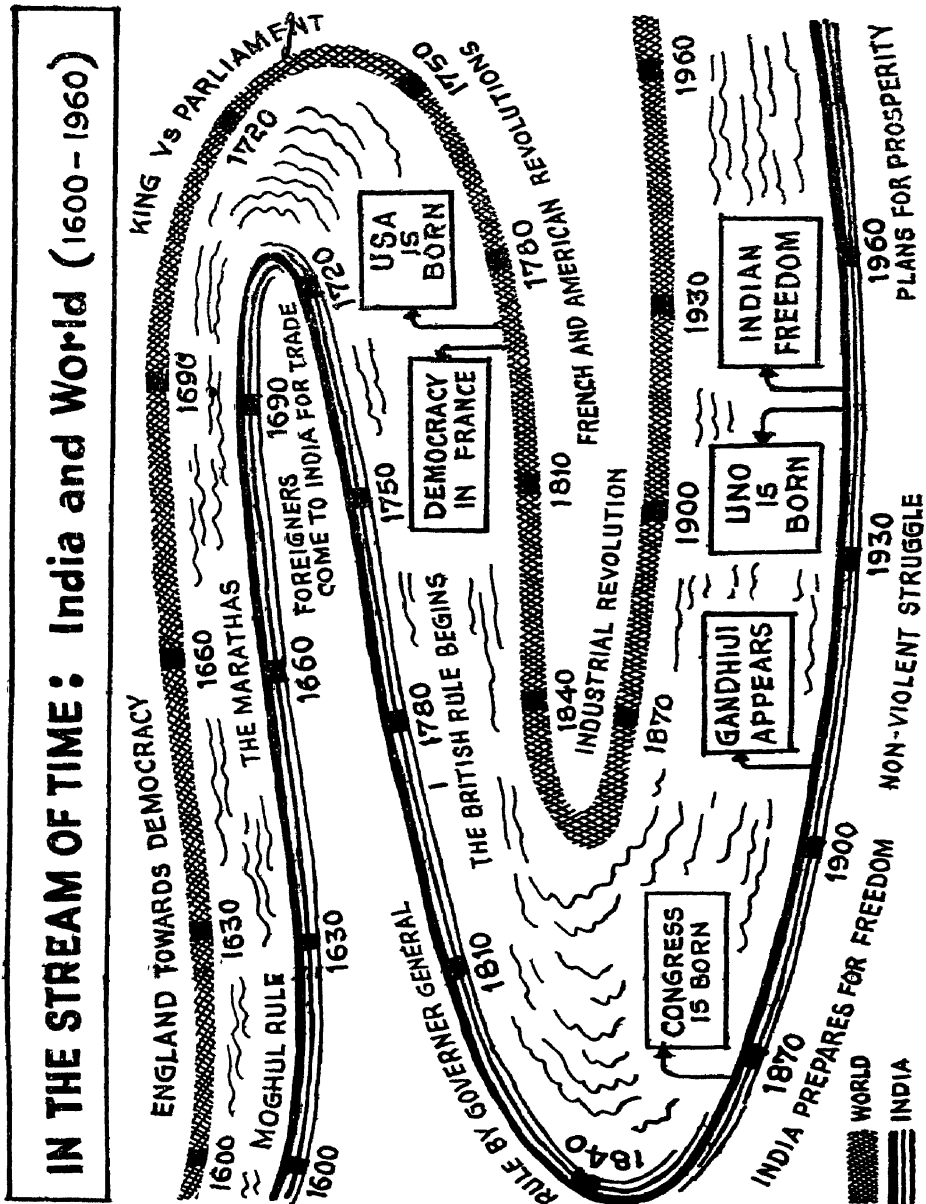 IN THE STREAM OF TIME : India and World (1600-1960)
ENGLAND TOWARDS DEMOCRACY
KING Vs PARLIAMENT
1600
1630
1660
1690
1720
1750
FRENCH AND AMERICAN REVOLUTIONS
1780
1810
1840
INDUSTRIAL REVOLUTION
1870
1900
1930
1960
MOGHUL RULE
THE MARATHAS
1600
1630
1660
1690
FOREIGNERS
COME TO INDIA FOR TRADE
1720
1750
1780
THE BRITISH RULE BEGINS
1810
RULE BY GOVERNER GENERAL
1840
1870
INDIA PREPARES FOR FREEDOM
1900
NON-VIOLENT STRUGGLE
1930
1960
PLANS FOR PROSPERITY
USA
IS
BORN
DEMOCRACY
IN FRANCE
CONGRESS
IS BORN
GANDHIJI
APPEARS
UNO
IS
BORN
INDIAN
FREEDOM
WORLD
INDIA